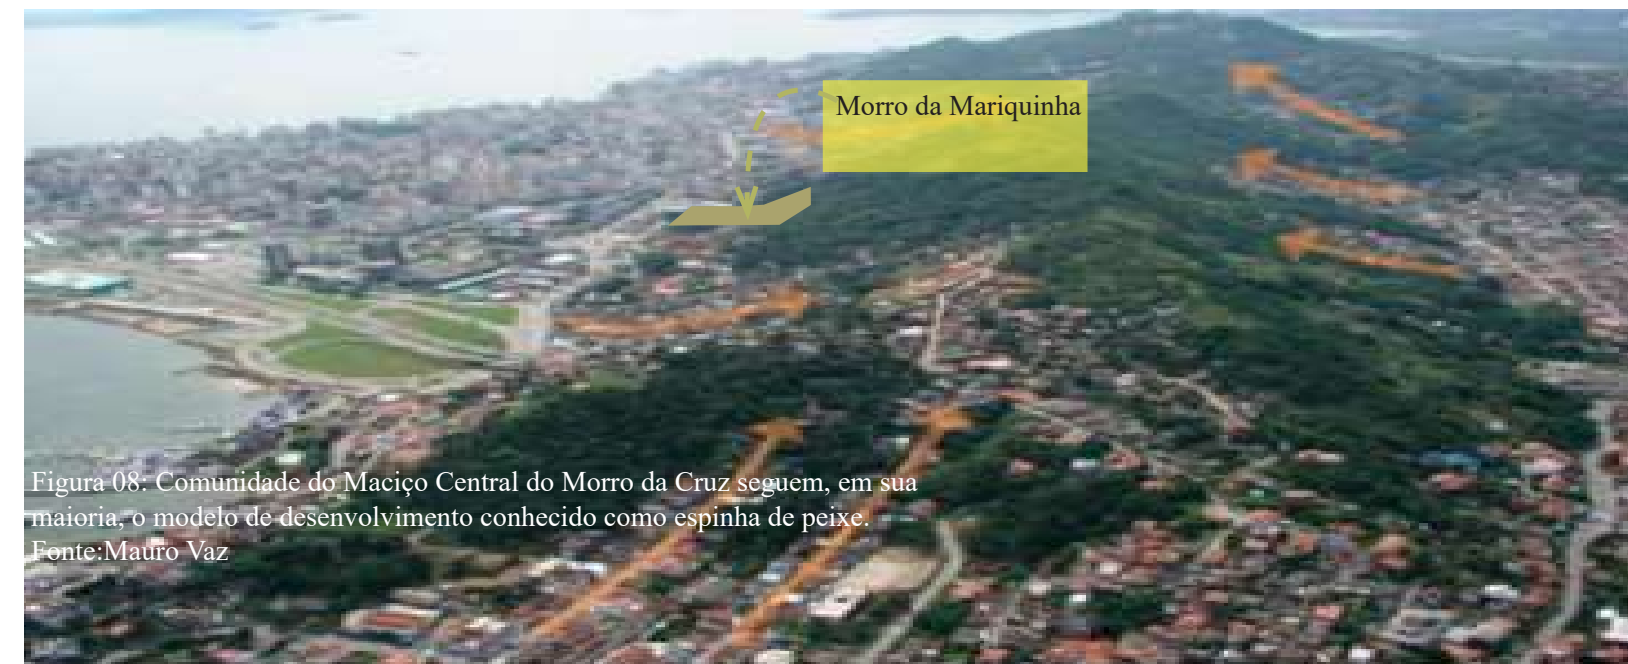 Morro da Mariquinha
Figura 08: Comunidade do Maciço Central do Morro da Cruz seguem, em sua
maioria, o modelo de desenvolvimento conhecido como espinha de peixe.
Fonte:Mauro Vaz